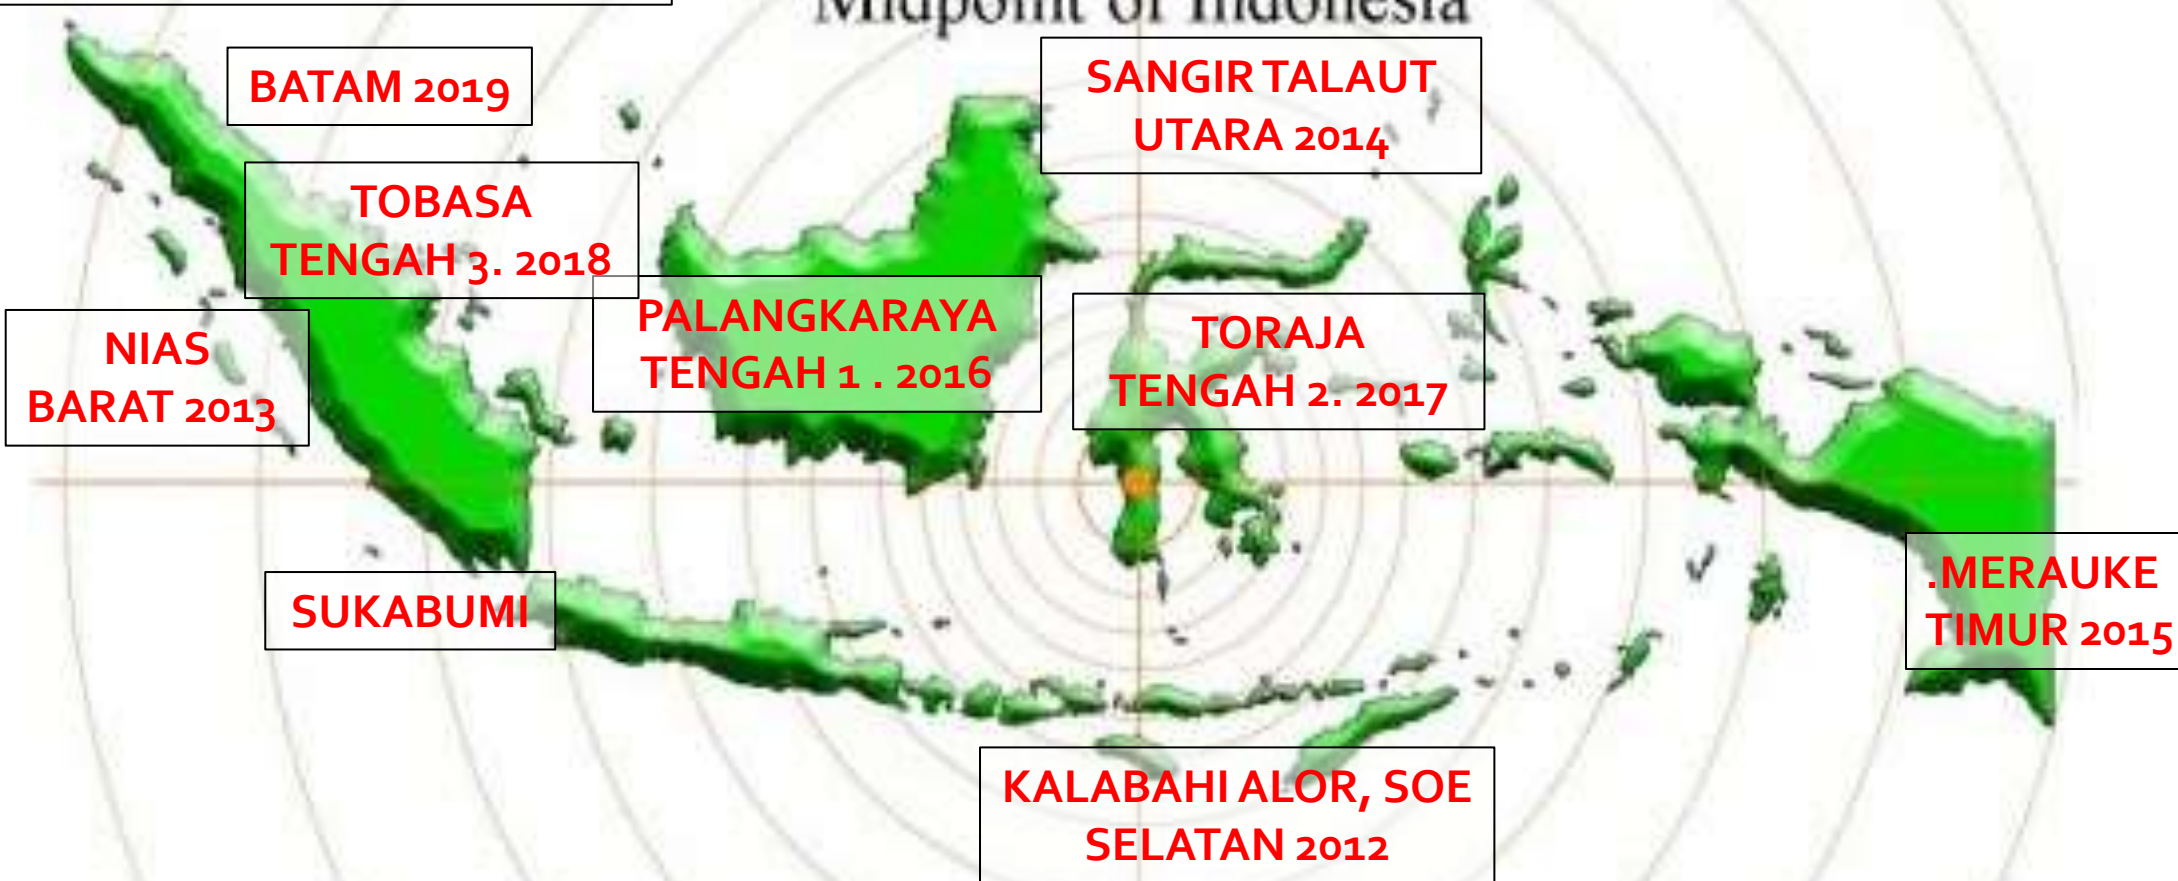 Midpoint of Indonesia
BATAM 2019
SANGIR TALAUT
UTARA 2014
TOBASA
TENGAH 3. 2018
PALANGKARAYA
TENGAH 1 . 2016
TORAJA
TENGAH 2. 2017
NIAS
BARAT 2013
SUKABUMI
.MERAUKE
TIMUR 2015
KALABAHI ALOR, SOE
SELATAN 2012